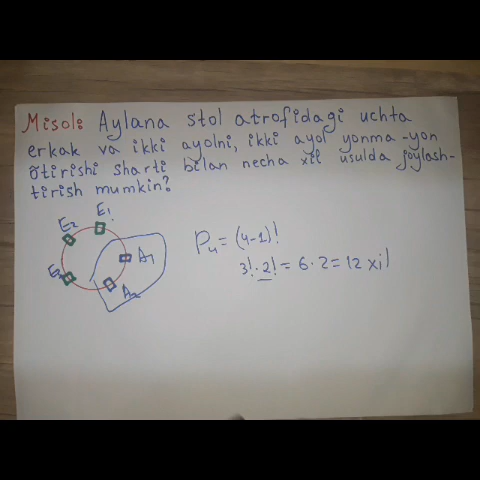 Misol: Aylana stol atrofidagi uchta
erkak va ikki ayolni, ikki ayol yonma-yon
õtirishi sharti bilan necha xil usulda joylash-
tirish mumkin?
E1
E2
E3
A1
A2
P4 = (4-1)!
3!·2! = 6·2 = 12 xil